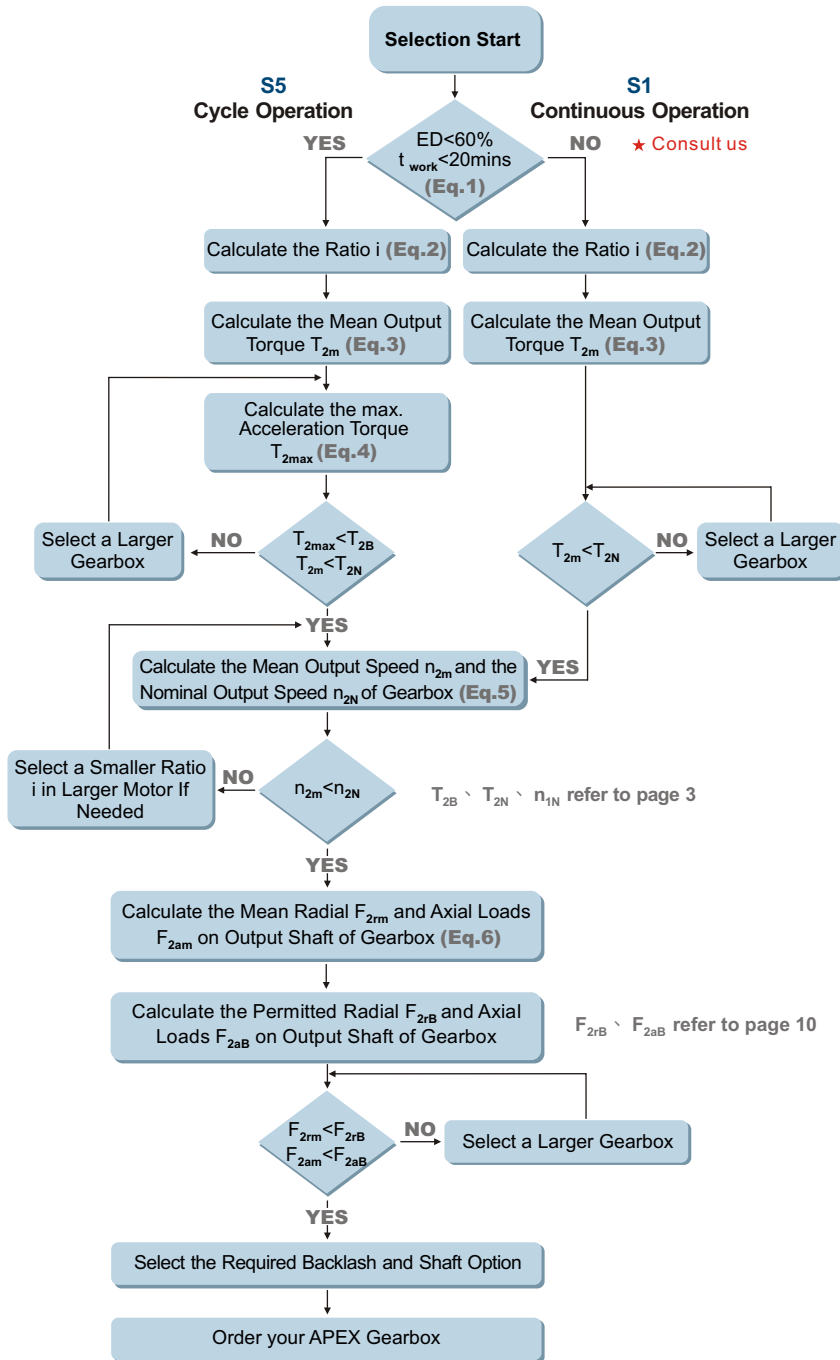 Selection Start
S5
Cycle Operation
S1
Continuous Operation
★ Consult us
YES
ED<60%
t work<20mins
(Eq.1)
NO
Calculate the Ratio i (Eq.2)
Calculate the Ratio i (Eq.2)
Calculate the Mean Output
Torque T2m (Eq.3)
Calculate the Mean Output
Torque T2m (Eq.3)
Calculate the max.
Acceleration Torque
T2max (Eq.4)
Select a Larger
Gearbox
NO
T2max<T2B
T2m<T2N
T2m<T2N
NO
Select a Larger
Gearbox
YES
YES
Calculate the Mean Output Speed n2m and the
Nominal Output Speed n2N of Gearbox (Eq.5)
Select a Smaller Ratio
i in Larger Motor If
Needed
NO
n2m<n2N
T2B、 T2N、 n1N refer to page 3
YES
Calculate the Mean Radial F2rm and Axial Loads
F2am on Output Shaft of Gearbox (Eq.6)
Calculate the Permitted Radial F2rB and Axial
Loads F2aB on Output Shaft of Gearbox
F2rB、 F2aB refer to page 10
F2rm<F2rB
F2am<F2aB
NO
Select a Larger Gearbox
YES
Select the Required Backlash and Shaft Option
Order your APEX Gearbox